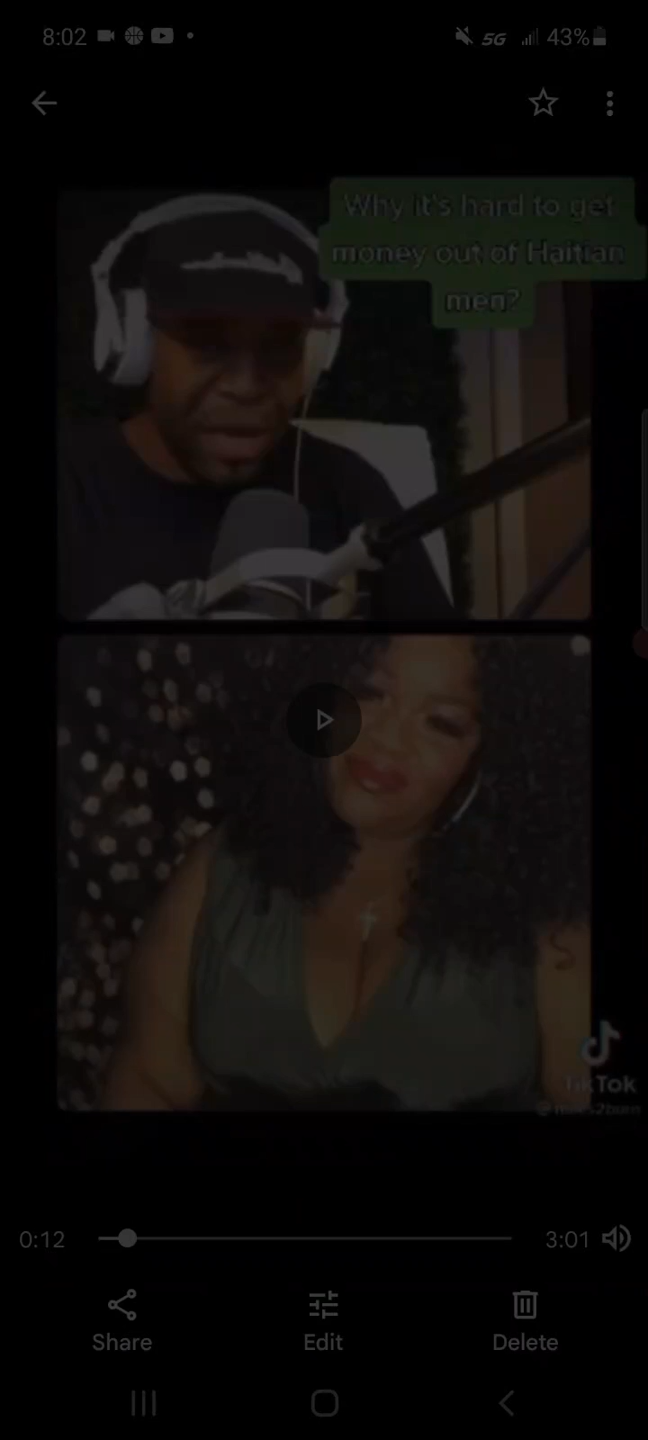 8:02
5G
43%
Why it's hard to get
money out of Haitian
men?
TikTok
0:12
3:01
Share
Edit
Delete